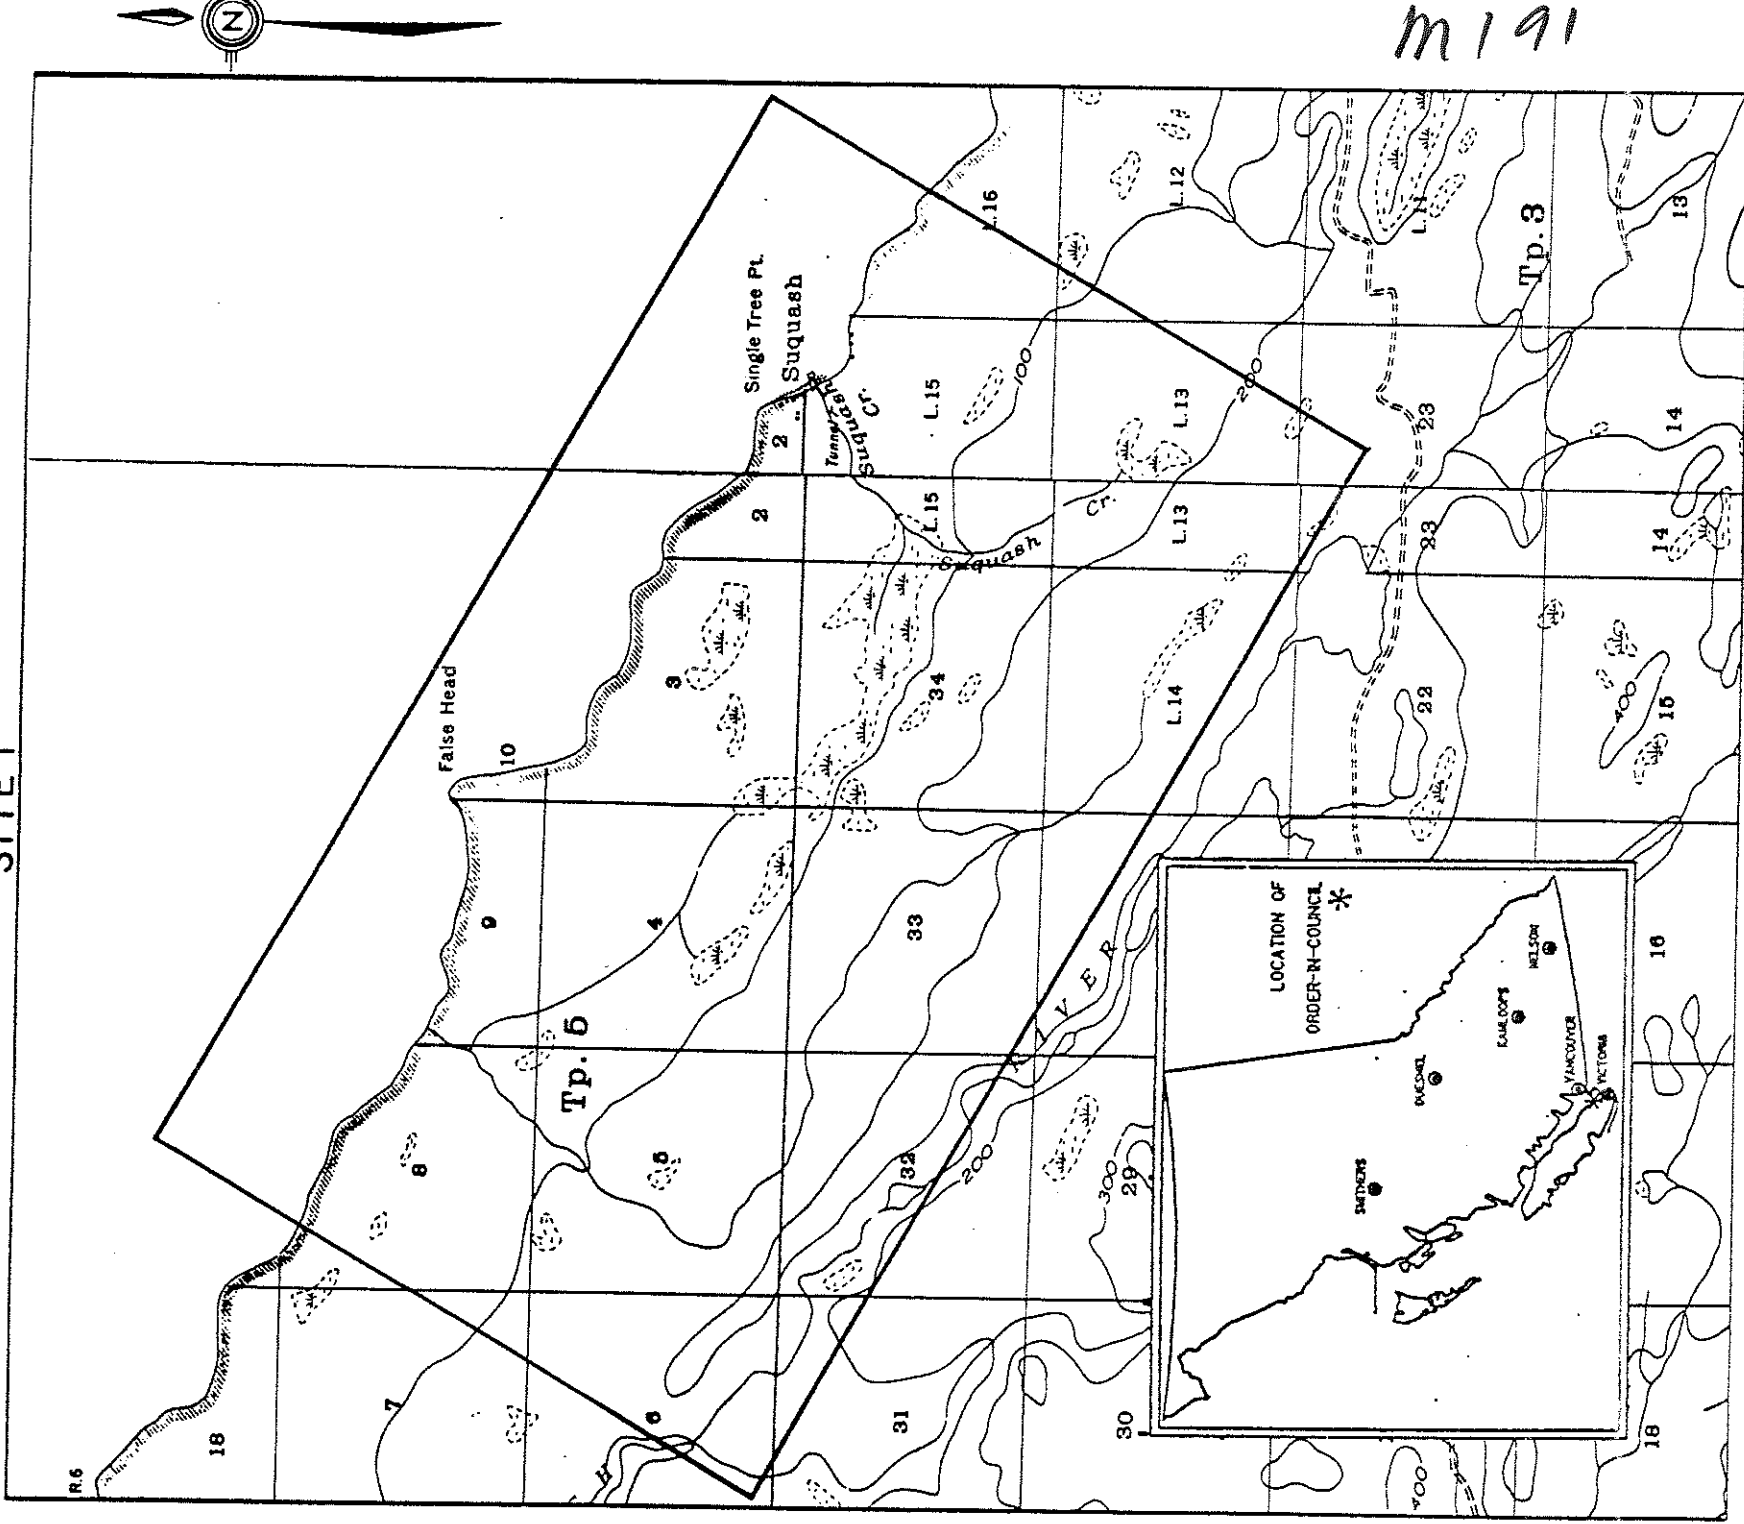 m191
N
R.6
18
7
8
9
10
False Head
Single Tree Pt.
Suquash
2
2
3
4
5
6
Tp. 5
Tunnel
Suquash
Cr.
L.15
L.15
L.16
L.12
L.11
L.13
L.13
L.14
100
200
Suquash
Cr.
34
33
32
31
30
29
RIVER
H
200
300
Tp. 3
13
14
14
15
16
18
22
23
23
400
400
LOCATION OF
ORDER-IN-COUNCIL
NELSON
KAMLOOPS
QUESNEL
VANCOUVER
VICTORIA
SMITHERS